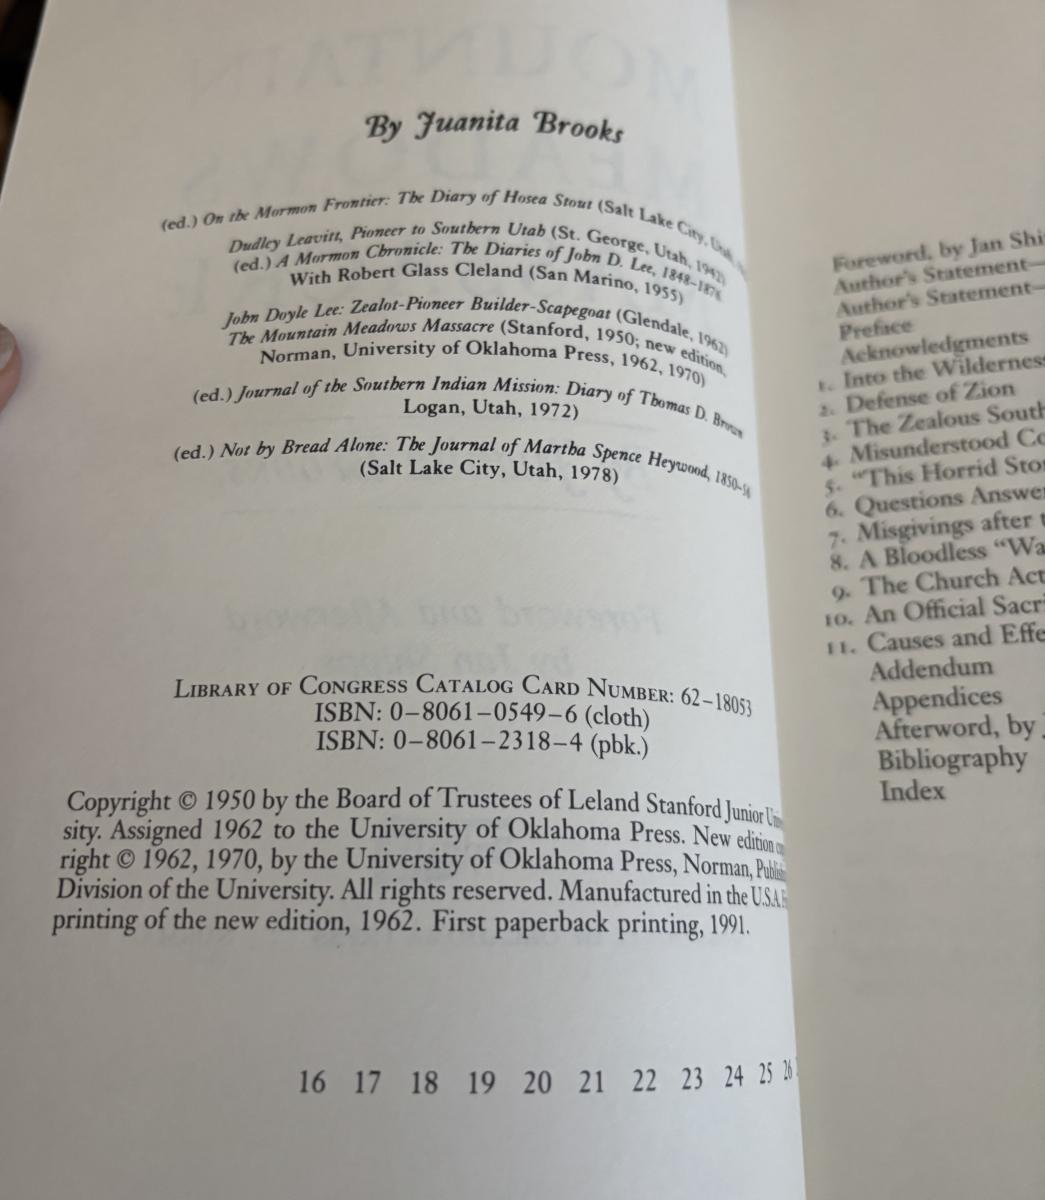 By Juanita Brooks
(ed.) On the Mormon Frontier: The Diary of Hosea Stout (Salt Lake City,
Dudley Leavitt, Pioneer to Southern Utah (St. George, Utah, 1942)
(ed.) A Mormon Chronicle: The Diaries of John D. Lee, 1848–1876
With Robert Glass Cleland (San Marino, 1955)
John Doyle Lee: Zealot-Pioneer Builder-Scapegoat (Glendale, 1962)
The Mountain Meadows Massacre (Stanford, 1950; new edition,
Norman, University of Oklahoma Press, 1962, 1970)
(ed.) Journal of the Southern Indian Mission: Diary of Thomas D. Brown
Logan, Utah, 1972)
(ed.) Not by Bread Alone: The Journal of Martha Spence Heywood, 1850–56
(Salt Lake City, Utah, 1978)
Library of Congress Catalog Card Number: 62–18053
ISBN: 0–8061–0549–6 (cloth)
ISBN: 0–8061–2318–4 (pbk.)
Copyright © 1950 by the Board of Trustees of Leland Stanford Junior
sity. Assigned 1962 to the University of Oklahoma Press. New edition
right © 1962, 1970, by the University of Oklahoma Press, Norman,
Division of the University. All rights reserved. Manufactured in the U.S.A.
printing of the new edition, 1962. First paperback printing, 1991.
16 17 18 19 20 21 22 23 24 25 26
Foreword, by Jan
Author's Statement—
Author's Statement—
Preface
Acknowledgments
1. Into the
2. Defense of Zion
3. The Zealous
4. Misunderstood
5. "This Horrid
6. Questions
7. Misgivings after
8. A Bloodless
9. The Church
10. An Official
11. Causes and
Addendum
Appendices
Afterword, by
Bibliography
Index